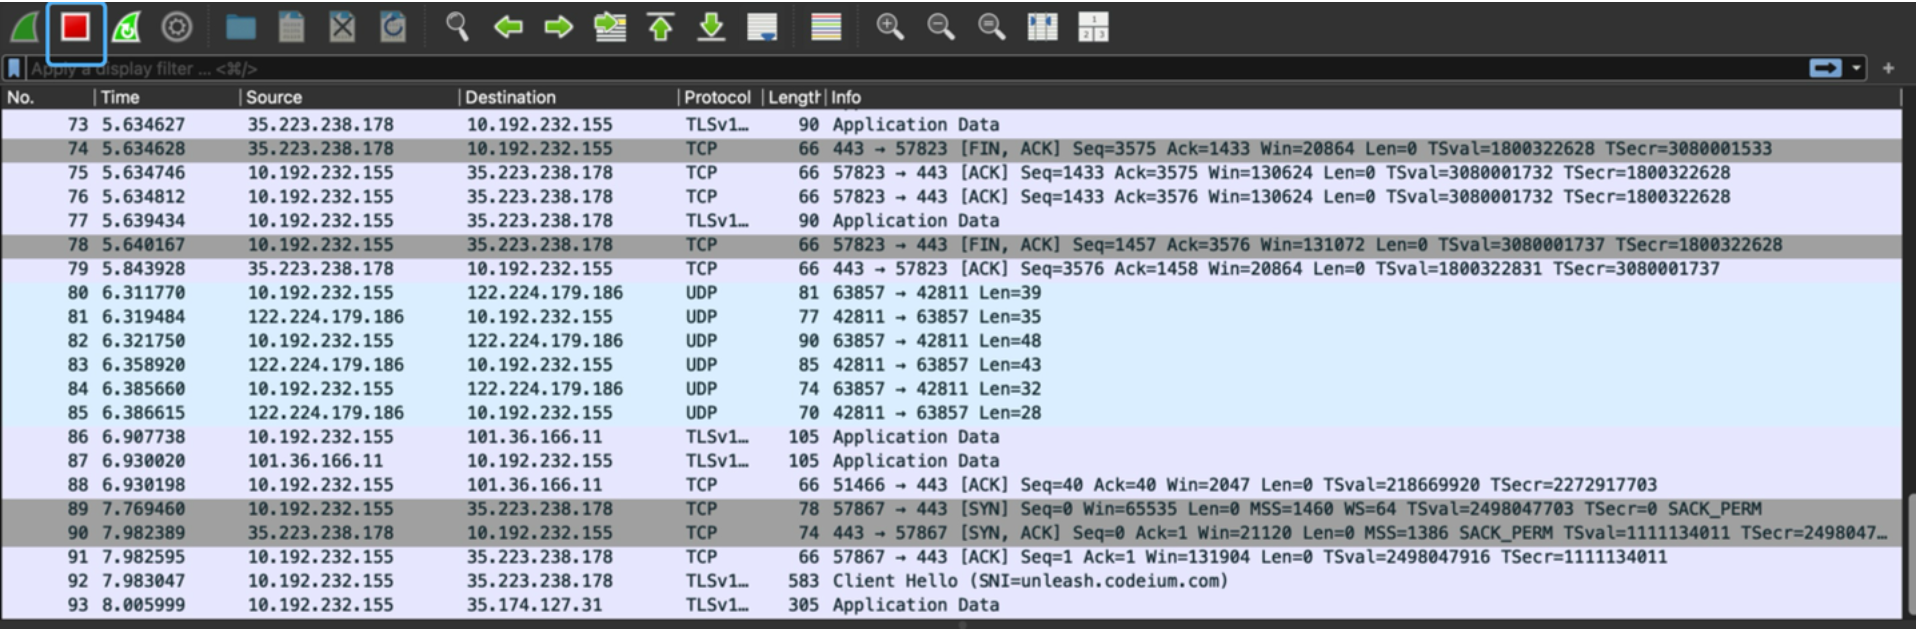 Apply a display filter ... <⌘/>
No. Time Source Destination Protocol Length Info
73 5.634627 35.223.238.178 10.192.232.155 TLSv1… 90 Application Data
74 5.634628 35.223.238.178 10.192.232.155 TCP 66 443 → 57823 [FIN, ACK] Seq=3575 Ack=1433 Win=20864 Len=0 TSval=1800322628 TSecr=3080001533
75 5.634746 10.192.232.155 35.223.238.178 TCP 66 57823 → 443 [ACK] Seq=1433 Ack=3575 Win=130624 Len=0 TSval=3080001732 TSecr=1800322628
76 5.634812 10.192.232.155 35.223.238.178 TCP 66 57823 → 443 [ACK] Seq=1433 Ack=3576 Win=130624 Len=0 TSval=3080001732 TSecr=1800322628
77 5.639434 10.192.232.155 35.223.238.178 TLSv1… 90 Application Data
78 5.640167 10.192.232.155 35.223.238.178 TCP 66 57823 → 443 [FIN, ACK] Seq=1457 Ack=3576 Win=131072 Len=0 TSval=3080001737 TSecr=1800322628
79 5.843928 35.223.238.178 10.192.232.155 TCP 66 443 → 57823 [ACK] Seq=3576 Ack=1458 Win=20864 Len=0 TSval=1800322831 TSecr=3080001737
80 6.311770 10.192.232.155 122.224.179.186 UDP 81 63857 → 42811 Len=39
81 6.319484 122.224.179.186 10.192.232.155 UDP 77 42811 → 63857 Len=35
82 6.321750 10.192.232.155 122.224.179.186 UDP 90 63857 → 42811 Len=48
83 6.358920 122.224.179.186 10.192.232.155 UDP 85 42811 → 63857 Len=43
84 6.385660 10.192.232.155 122.224.179.186 UDP 74 63857 → 42811 Len=32
85 6.386615 122.224.179.186 10.192.232.155 UDP 70 42811 → 63857 Len=28
86 6.907738 10.192.232.155 101.36.166.11 TLSv1… 105 Application Data
87 6.930020 101.36.166.11 10.192.232.155 TLSv1… 105 Application Data
88 6.930198 10.192.232.155 101.36.166.11 TCP 66 51466 → 443 [ACK] Seq=40 Ack=40 Win=2047 Len=0 TSval=218669920 TSecr=2272917703
89 7.769460 10.192.232.155 35.223.238.178 TCP 78 57867 → 443 [SYN] Seq=0 Win=65535 Len=0 MSS=1460 WS=64 TSval=2498047703 TSecr=0 SACK_PERM
90 7.982389 35.223.238.178 10.192.232.155 TCP 74 443 → 57867 [SYN, ACK] Seq=0 Ack=1 Win=21120 Len=0 MSS=1386 SACK_PERM TSval=1111134011 TSecr=2498047…
91 7.982595 10.192.232.155 35.223.238.178 TCP 66 57867 → 443 [ACK] Seq=1 Ack=1 Win=131904 Len=0 TSval=2498047916 TSecr=1111134011
92 7.983047 10.192.232.155 35.223.238.178 TLSv1… 583 Client Hello (SNI=unleash.codeium.com)
93 8.005999 10.192.232.155 35.174.127.31 TLSv1… 305 Application Data